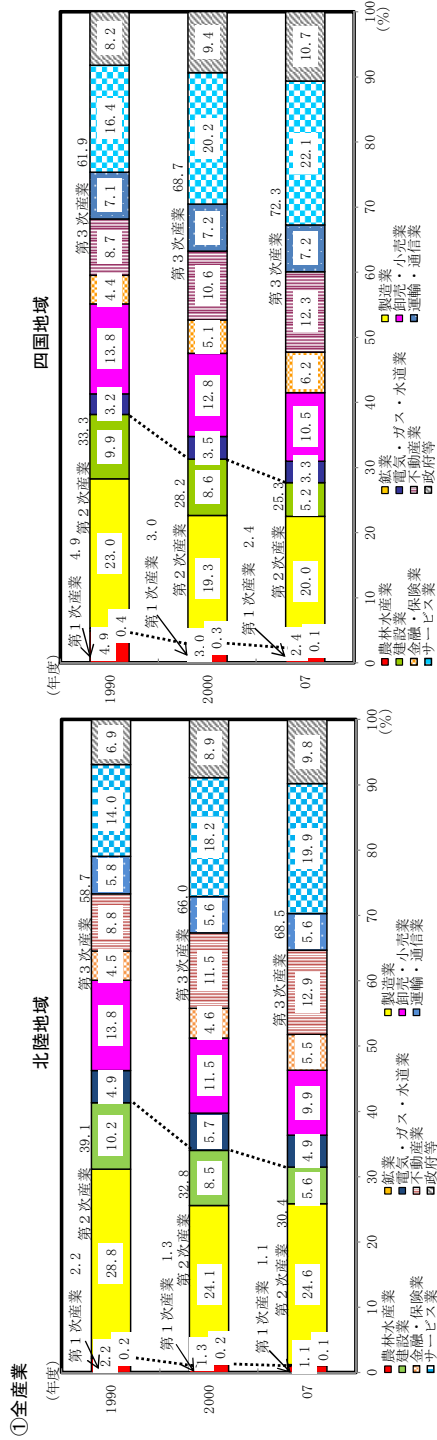 ①全産業
北陸地域
(年度)
第１次産業 2.2
第２次産業 39.1
第３次産業 58.7
1990
2.2
0.2
28.8
10.2
4.9
13.8
4.5
8.8
5.8
14.0
6.9
第１次産業 1.3
第２次産業 32.8
第３次産業 66.0
2000
1.3
0.2
24.1
8.5
5.7
11.5
4.6
11.5
5.6
18.2
8.9
第１次産業 1.1
第２次産業 30.4
第３次産業 68.5
07
1.1
0.1
24.6
5.6
4.9
9.9
5.5
12.9
5.6
19.9
9.8
0 10 20 30 40 50 60 70 80 90 100
(%)
農林水産業 鉱業 製造業
建設業 電気・ガス・水道業 卸売・小売業
金融・保険業 不動産業 運輸・通信業
サービス業 政府等
四国地域
(年度)
第１次産業 4.9
第２次産業 33.3
第３次産業 61.9
1990
4.9
0.4
23.0
9.9
3.2
13.8
4.4
8.7
7.1
16.4
8.2
第１次産業 3.0
第２次産業 28.2
第３次産業 68.7
2000
3.0
0.3
19.3
8.6
3.5
12.8
5.1
10.6
7.2
20.2
9.4
第１次産業 2.4
第２次産業 25.3
第３次産業 72.3
07
2.4
0.1
20.0
5.2
3.3
10.5
6.2
12.3
7.2
22.1
10.7
0 10 20 30 40 50 60 70 80 90 100
(%)
農林水産業 鉱業 製造業
建設業 電気・ガス・水道業 卸売・小売業
金融・保険業 不動産業 運輸・通信業
サービス業 政府等